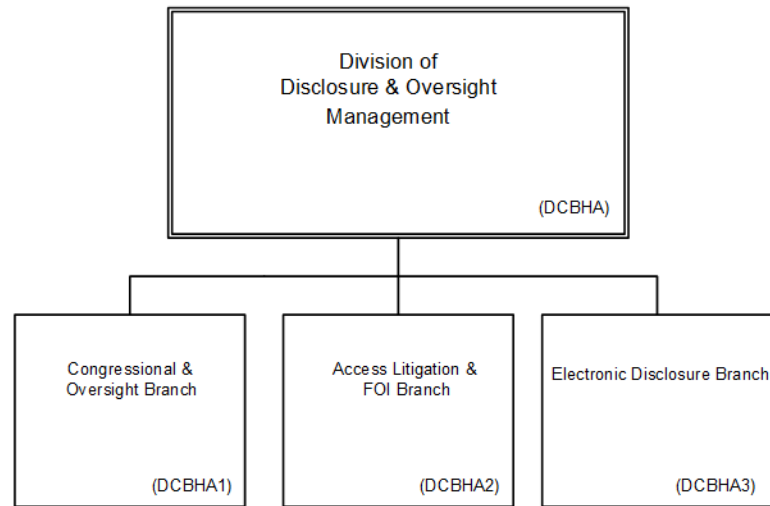 Division of
Disclosure & Oversight
Management
(DCBHA)
Congressional &
Oversight Branch
(DCBHA1)
Access Litigation &
FOI Branch
(DCBHA2)
Electronic Disclosure Branch
(DCBHA3)